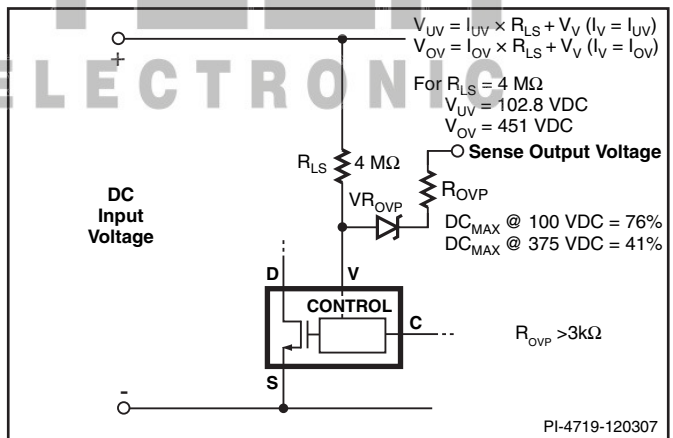 V_UV = I_UV × R_LS + V_V (I_V = I_UV)
V_OV = I_OV × R_LS + V_V (I_V = I_OV)
+
ELECTRONIC
For R_LS = 4 MΩ
V_UV = 102.8 VDC
V_OV = 451 VDC
Sense Output Voltage
R_LS 4 MΩ
R_OVP
VR_OVP
DC
Input
Voltage
DC_MAX @ 100 VDC = 76%
DC_MAX @ 375 VDC = 41%
D V
CONTROL
C
R_OVP >3kΩ
S
-
PI-4719-120307